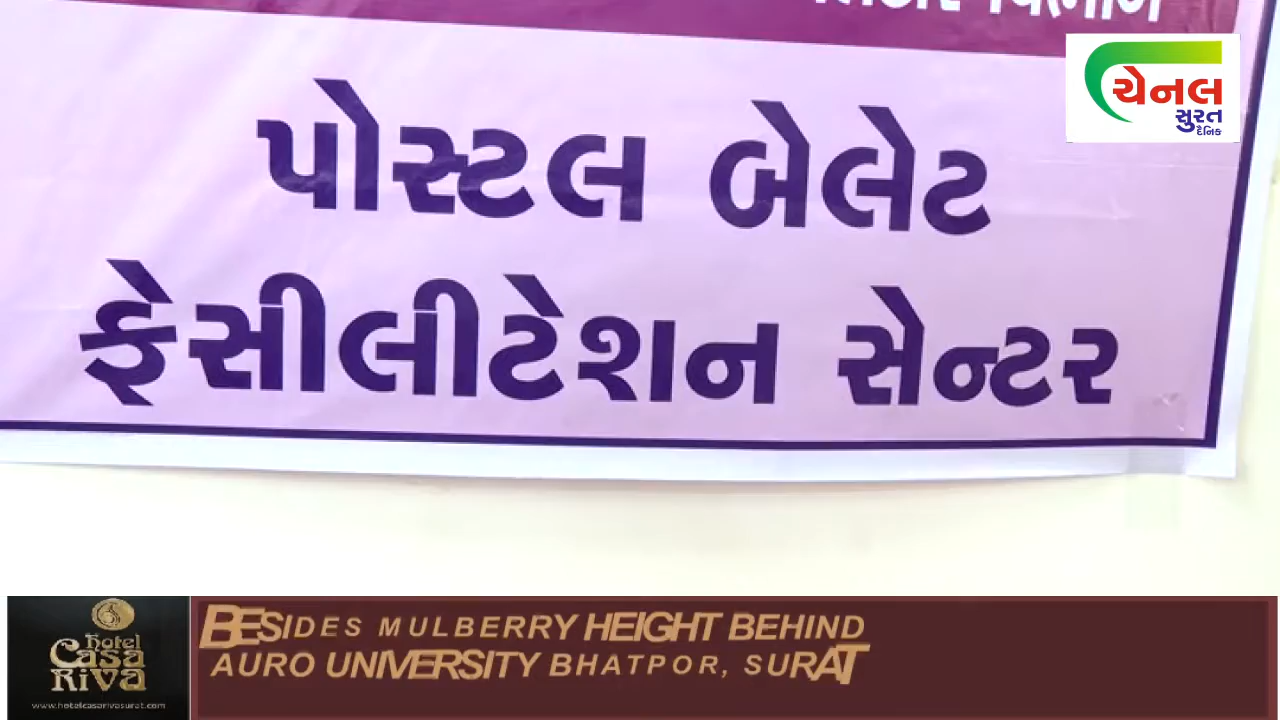 પોસ્ટલ બેલેટ
ફેસીલીટેશન સેન્ટર
ચેનલ
સુરત
દૈનિક
hotel
Casa
Riva
www.hotelcasarivasurat.com
BESIDES MULBERRY HEIGHT BEHIND
AURO UNIVERSITY BHATPOR, SURAT